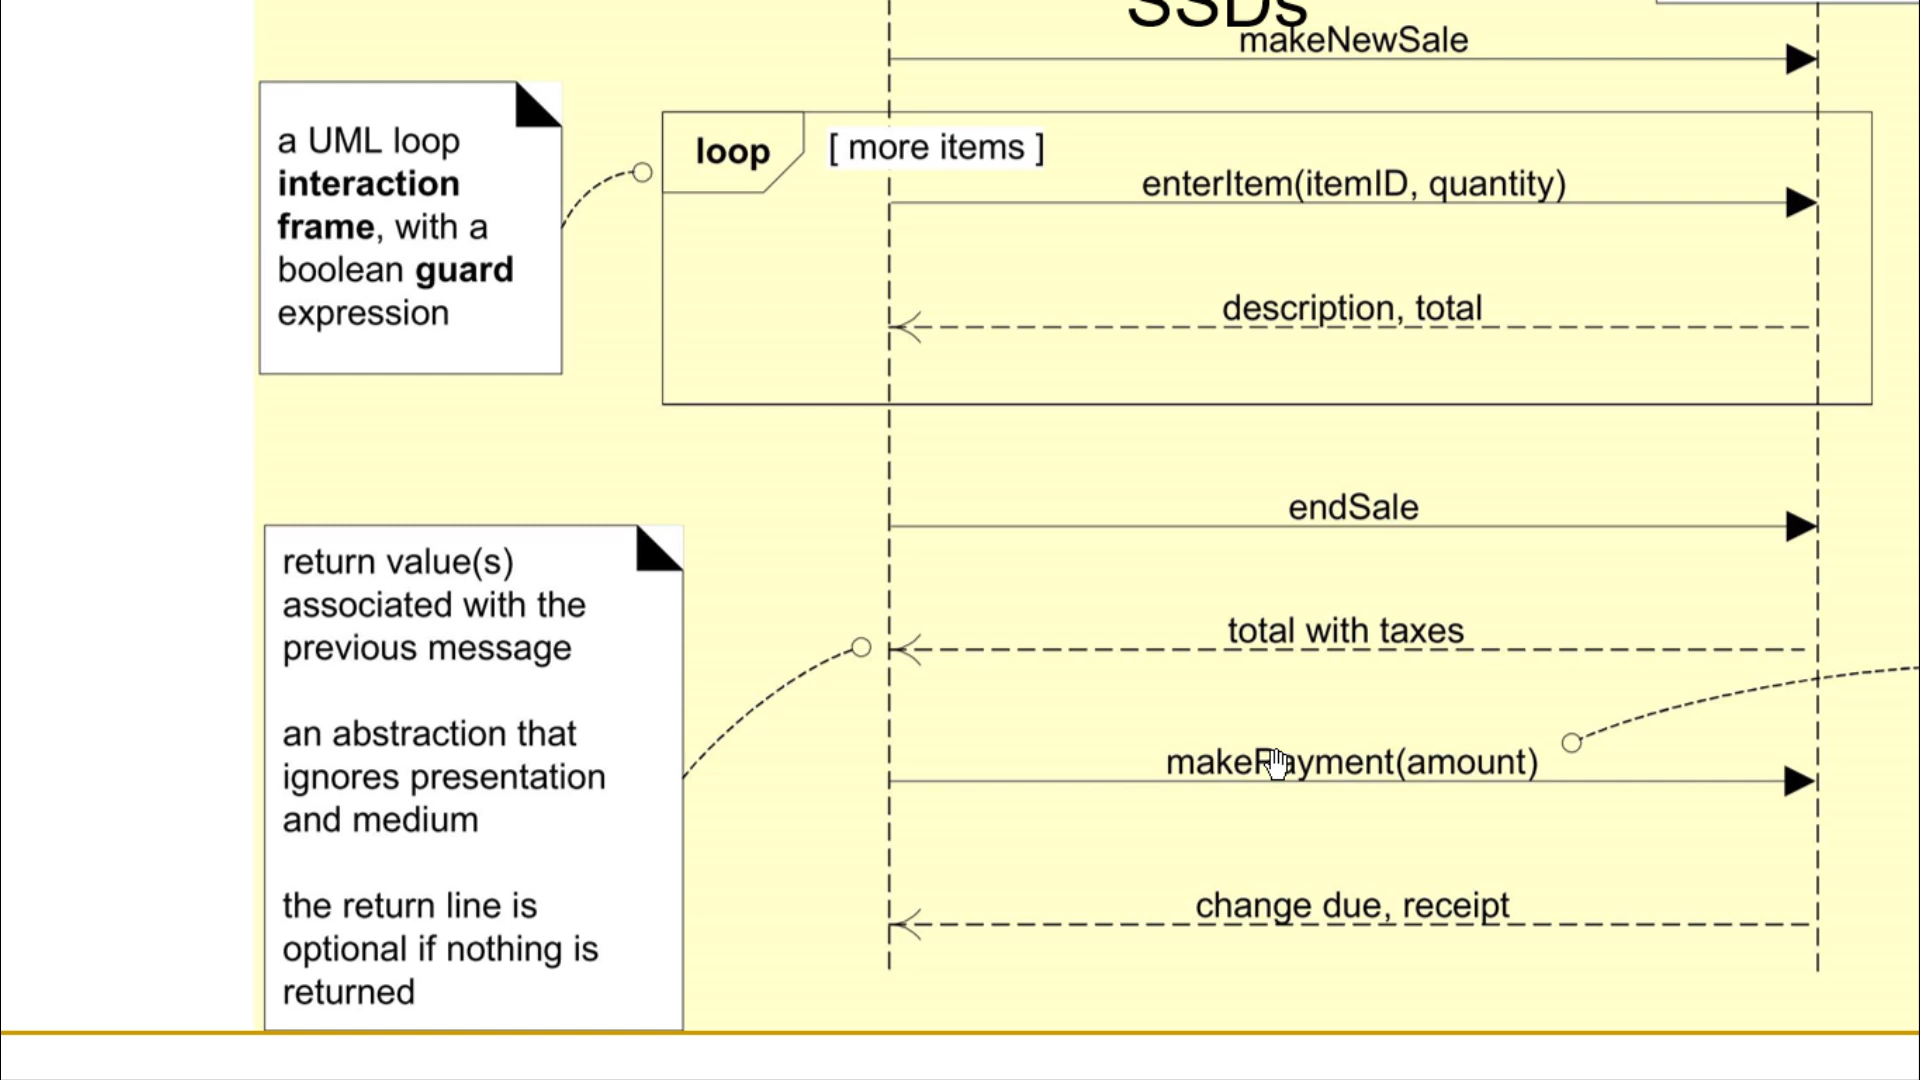 SSDs
makeNewSale
a UML loop
interaction
frame, with a
boolean guard
expression
loop
[ more items ]
enterItem(itemID, quantity)
description, total
endSale
return value(s)
associated with the
previous message
an abstraction that
ignores presentation
and medium
the return line is
optional if nothing is
returned
total with taxes
makePayment(amount)
change due, receipt